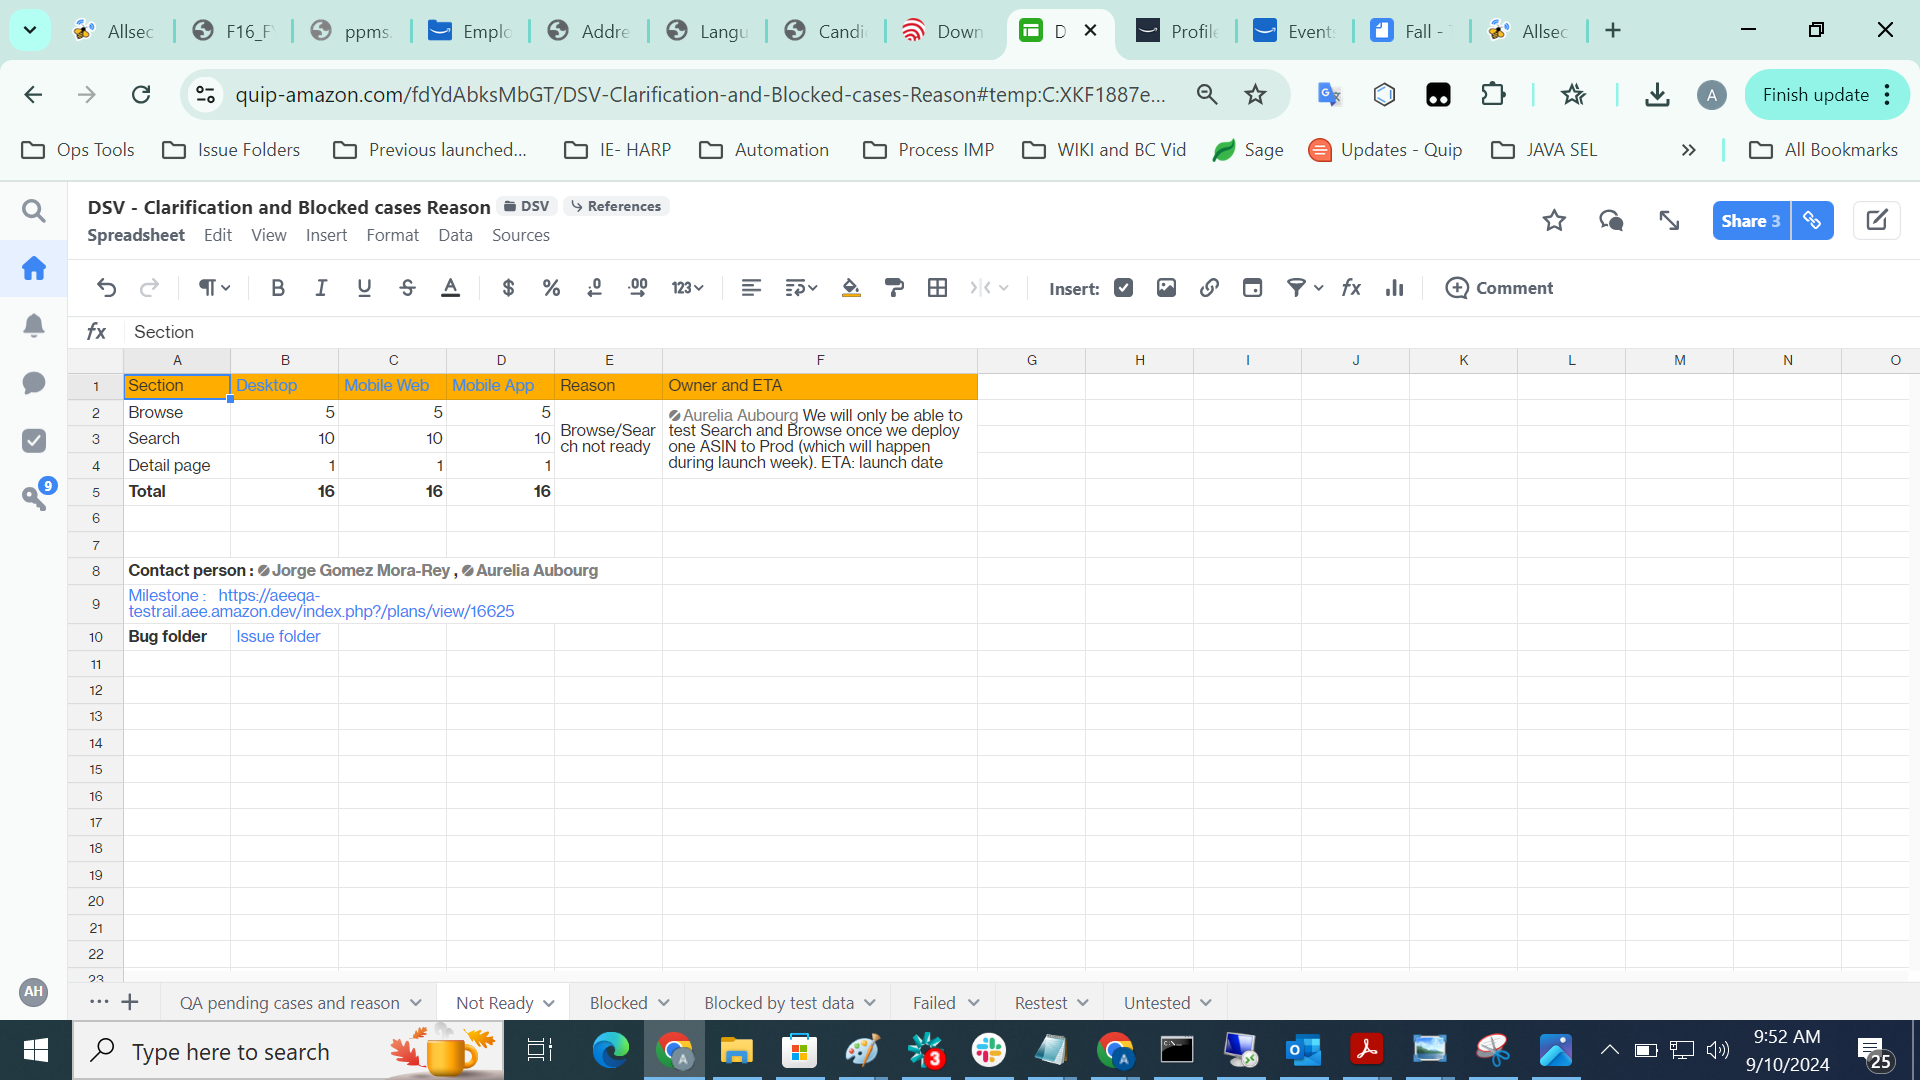 Allsec
F16_F
ppms.
Emplo
Addre
Langu
Candi
Down
D
Profile
Events
Fall -
Allsec
quip-amazon.com/fdYdAbksMbGT/DSV-Clarification-and-Blocked-cases-Reason#temp:C:XKF1887e...
A
Finish update
Ops Tools
Issue Folders
Previous launched...
IE- HARP
Automation
Process IMP
WIKI and BC Vid
Sage
Updates - Quip
JAVA SEL
All Bookmarks
DSV - Clarification and Blocked cases Reason DSV References
Spreadsheet Edit View Insert Format Data Sources
Share 3
B I U S A $ % .0 .00 123 Insert: fx Comment
fx Section
A B C D E F G H I J K L M N O
1 Section Desktop Mobile Web Mobile App Reason Owner and ETA
2 Browse 5 5 5
3 Search 10 10 10
4 Detail page 1 1 1
Browse/Sear
ch not ready
Aurelia Aubourg We will only be able to
test Search and Browse once we deploy
one ASIN to Prod (which will happen
during launch week). ETA: launch date
5 Total 16 16 16
6
7
8 Contact person : Jorge Gomez Mora-Rey , Aurelia Aubourg
9 Milestone : https://aeeqa-
testrail.aee.amazon.dev/index.php?/plans/view/16625
10 Bug folder Issue folder
11
12
13
14
15
16
17
18
19
20
21
22
23
9
AH
QA pending cases and reason Not Ready Blocked Blocked by test data Failed Restest Untested
Type here to search
A
3
A
9:52 AM
9/10/2024
25